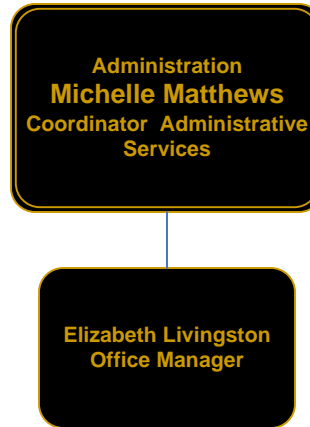 Administration
Michelle Matthews
Coordinator Administrative
Services
Elizabeth Livingston
Office Manager